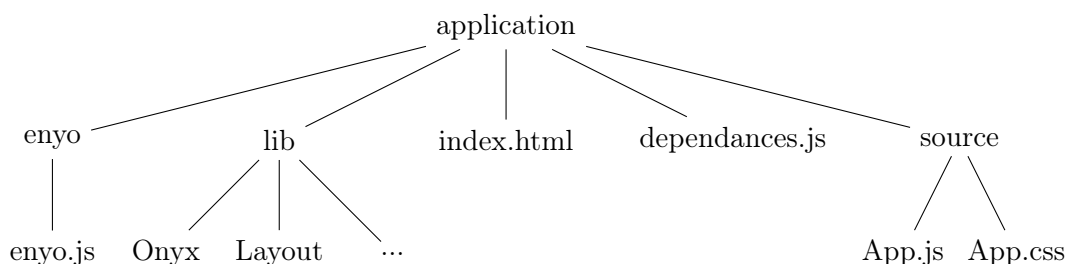 application
enyo lib index.html dependances.js source
enyo.js Onyx Layout ... App.js App.css